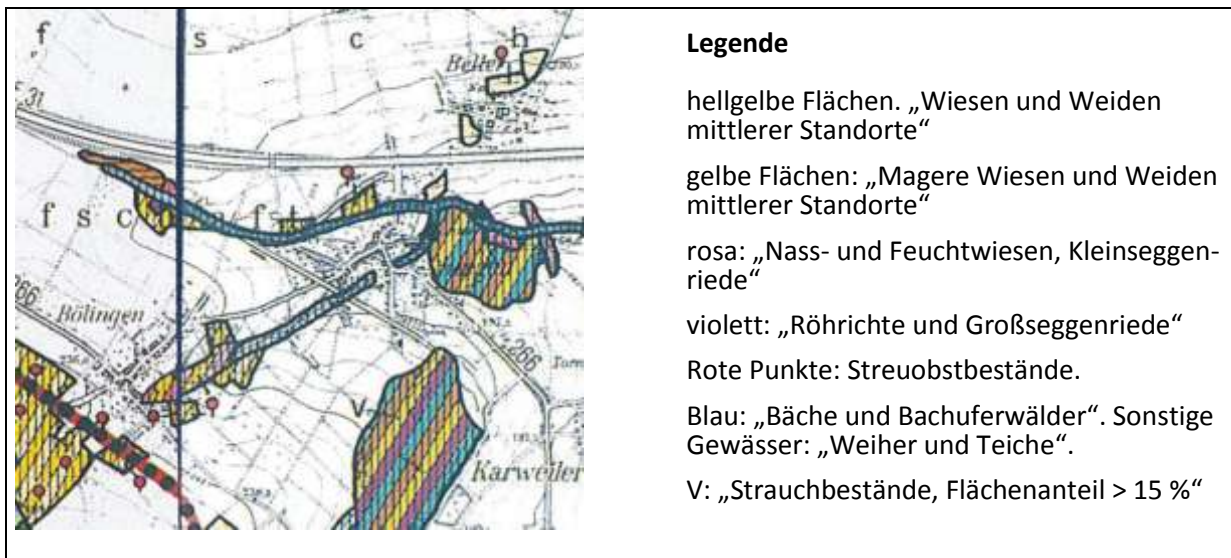 f
s
c
h
31
f s c
f t
266
Bölingen
266
V
Karweiler
Legende
hellgelbe Flächen. „Wiesen und Weiden
mittlerer Standorte“
gelbe Flächen: „Magere Wiesen und Weiden
mittlerer Standorte“
rosa: „Nass- und Feuchtwiesen, Kleinseggen-
riede“
violett: „Röhrichte und Großseggenriede“
Rote Punkte: Streuobstbestände.
Blau: „Bäche und Bachuferwälder“. Sonstige
Gewässer: „Weiher und Teiche“.
V: „Strauchbestände, Flächenanteil > 15 %“